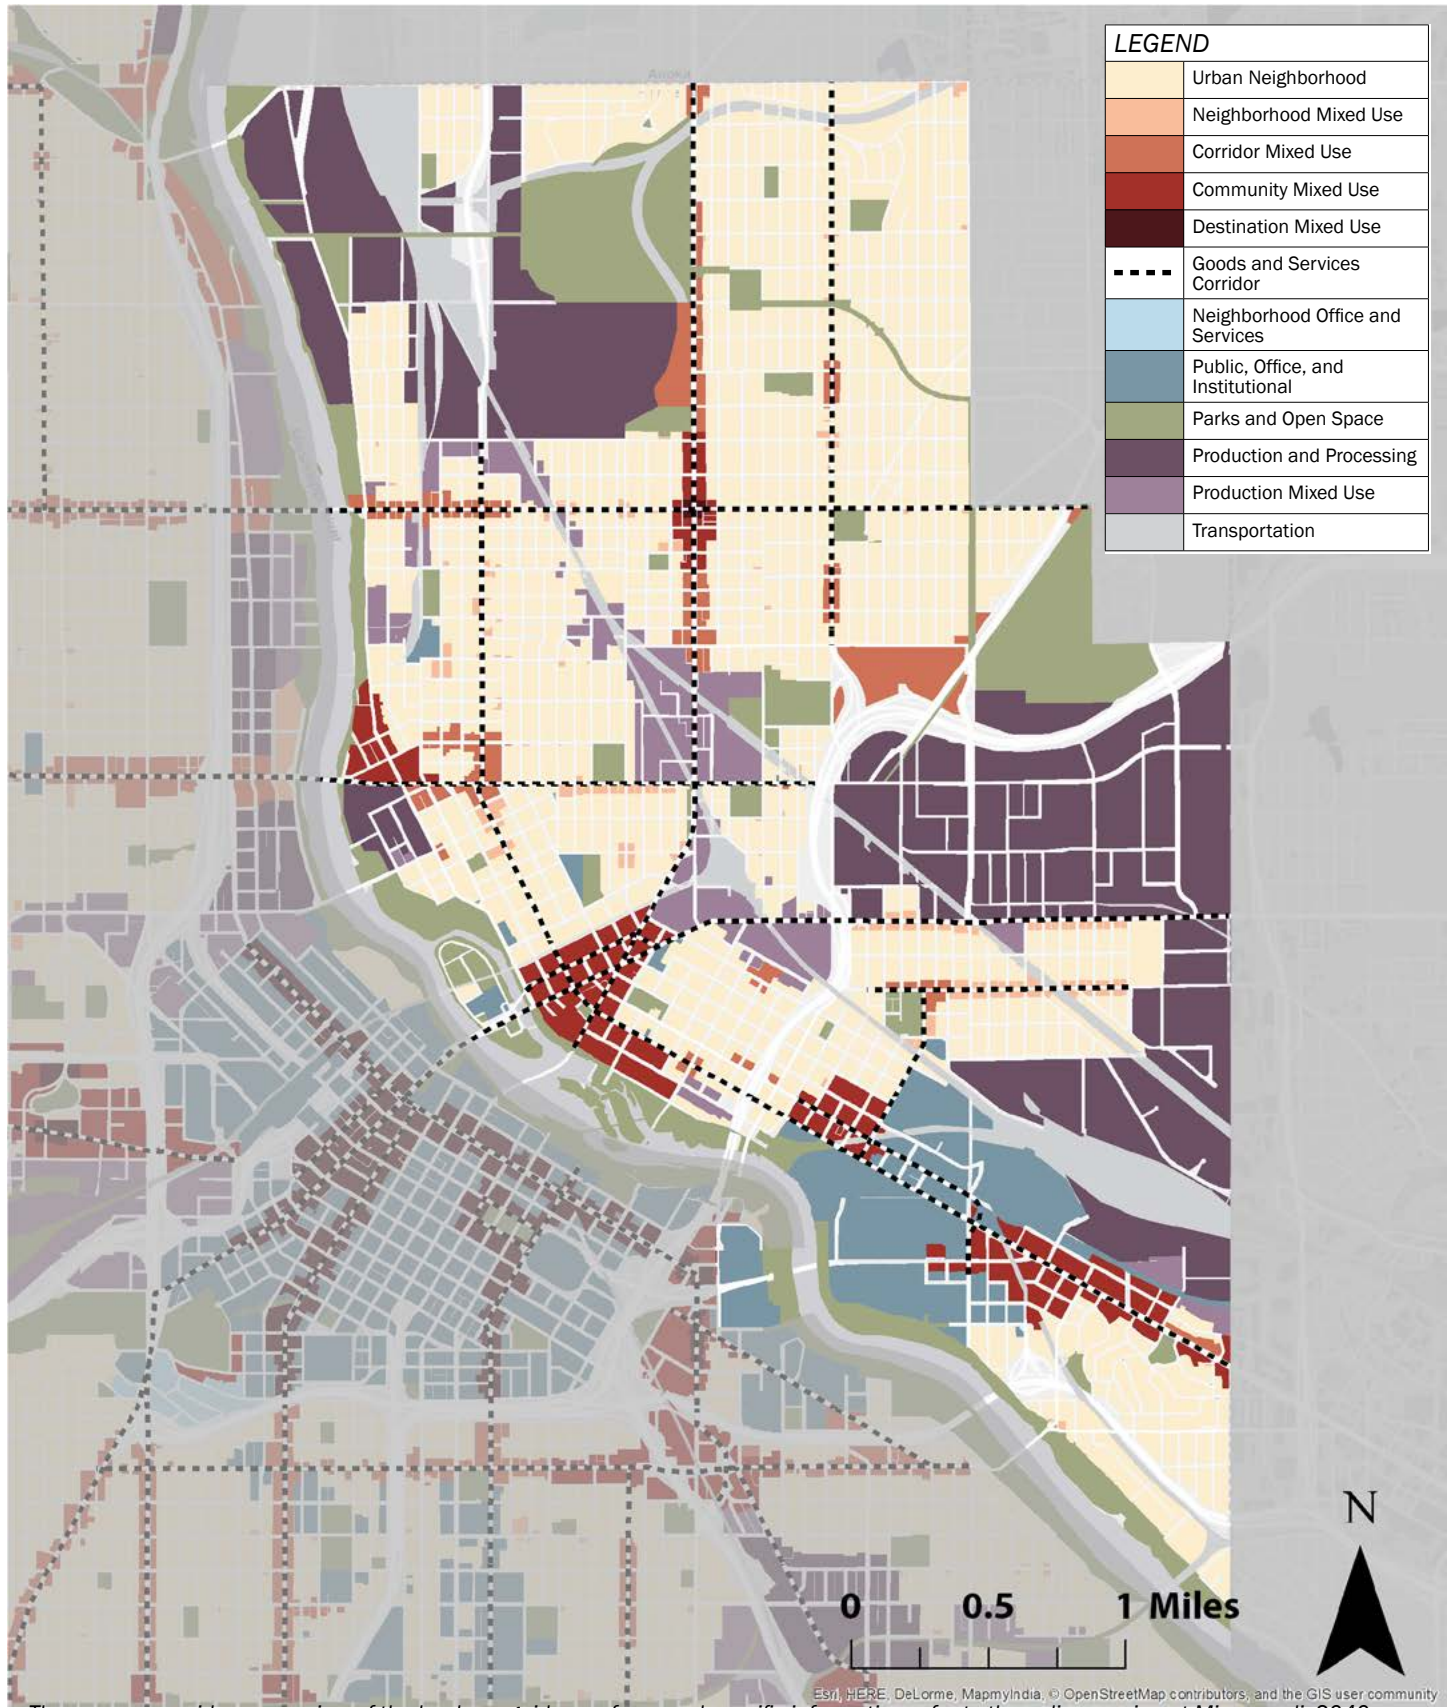 Anoka
LEGEND
Urban Neighborhood
Neighborhood Mixed Use
Corridor Mixed Use
Community Mixed Use
Destination Mixed Use
Goods and Services
Corridor
Neighborhood Office and
Services
Public, Office, and
Institutional
Parks and Open Space
Production and Processing
Production Mixed Use
Transportation
N
0 0.5 1 Miles
Esri, HERE, DeLorme, MapmyIndia, © OpenStreetMap contributors, and the GIS user community